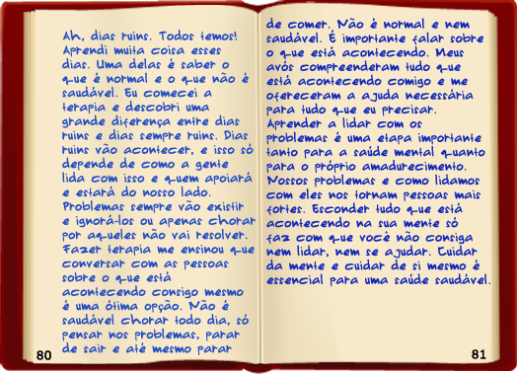 Ah, dias ruins. Todos temos!
Aprendi muita coisa esses
dias. Uma delas é saber o
que é normal e o que não é
saudável. Eu comecei a
terapia e descobri uma
grande diferença entre dias
ruins e dias sempre ruins. Dias
ruins vão acontecer, e isso só
depende de como a gente
lida com isso e quem apoiará
e estará do nosso lado.
Problemas sempre vão existir
e ignorá-los ou apenas chorar
por aqueles não vai resolver.
Fazer terapia me ensinou que
conversar com as pessoas
sobre o que está
acontecendo consigo mesmo
é uma ótima opção. Não é
saudável chorar todo dia, só
pensar nos problemas, parar
de sair e até mesmo parar
80
de comer. Não é normal e nem
saudável. É importante falar sobre
o que está acontecendo. Meus
avós compreenderam tudo que
está acontecendo comigo e me
ofereceram a ajuda necessária
para tudo que eu precisar.
Aprender a lidar com os
problemas é uma etapa importante
tanto para a saúde mental quanto
para o próprio amadurecimento.
Nossos problemas e como lidamos
com eles nos tornam pessoas mais
fortes. Esconder tudo que está
acontecendo na sua mente só
faz com que você não consiga
nem lidar, nem se ajudar. Cuidar
da mente e cuidar de si mesmo é
essencial para uma saúde saudável.
81